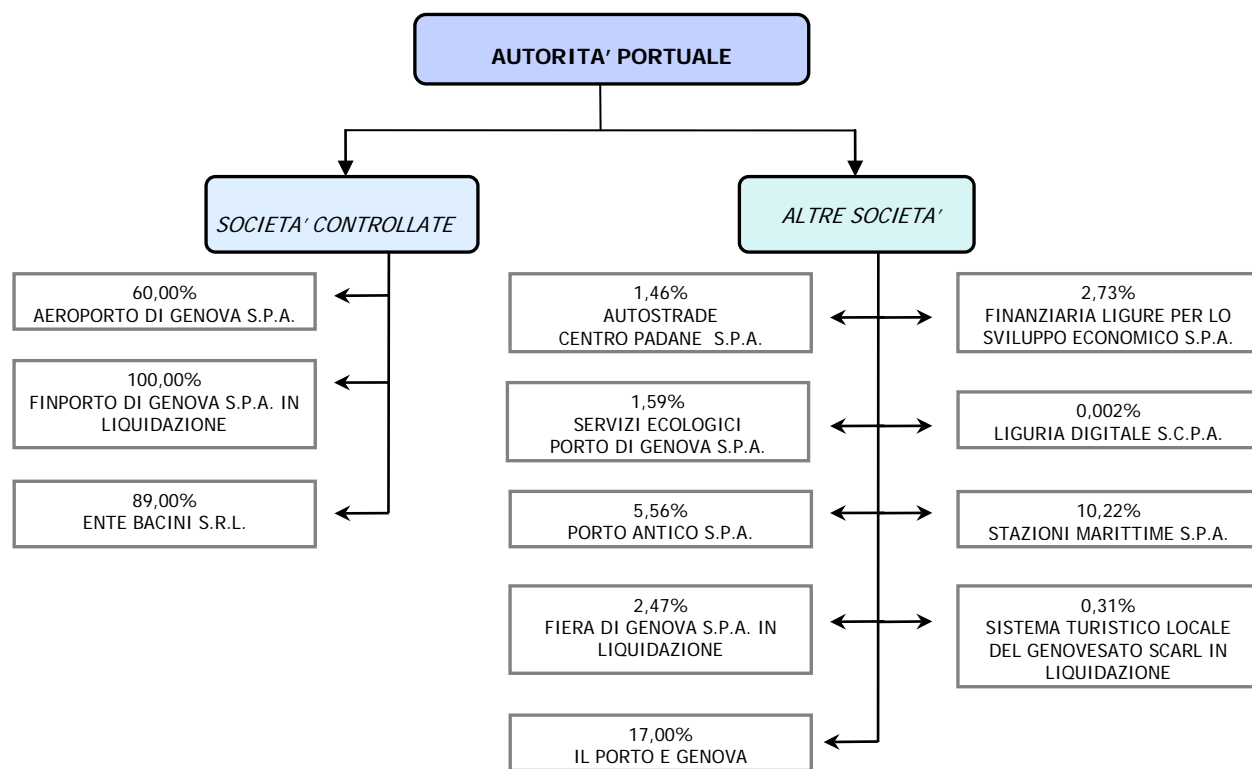 AUTORITA’ PORTUALE
SOCIETA’ CONTROLLATE
ALTRE SOCIETA’
60,00%
AEROPORTO DI GENOVA S.P.A.
100,00%
FINPORTO DI GENOVA S.P.A. IN
LIQUIDAZIONE
89,00%
ENTE BACINI S.R.L.
1,46%
AUTOSTRADE
CENTRO PADANE S.P.A.
2,73%
FINANZIARIA LIGURE PER LO
SVILUPPO ECONOMICO S.P.A.
1,59%
SERVIZI ECOLOGICI
PORTO DI GENOVA S.P.A.
0,002%
LIGURIA DIGITALE S.C.P.A.
5,56%
PORTO ANTICO S.P.A.
10,22%
STAZIONI MARITTIME S.P.A.
2,47%
FIERA DI GENOVA S.P.A. IN
LIQUIDAZIONE
0,31%
SISTEMA TURISTICO LOCALE
DEL GENOVESATO SCARL IN
LIQUIDAZIONE
17,00%
IL PORTO E GENOVA